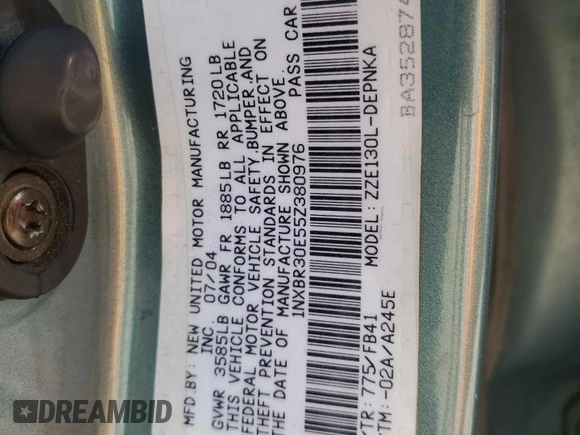 MFD.BY: NEW UNITED MOTOR MANUFACTURING
INC. 07/04
GVWR 3585LB GAWR FR 1885LB RR 1720LB
THIS VEHICLE CONFORMS TO ALL APPLICABLE
FEDERAL MOTOR VEHICLE SAFETY,BUMPER,AND
THEFT PREVENTION STANDARDS IN EFFECT ON
THE DATE OF MANUFACTURE SHOWN ABOVE.
1NXBR30E55Z380976 PASS CAR
/TR: 775/FB41 MODEL: ZZE130L-DEPNKA
-TM: -02A/A245E
BA352874
DREAMBID